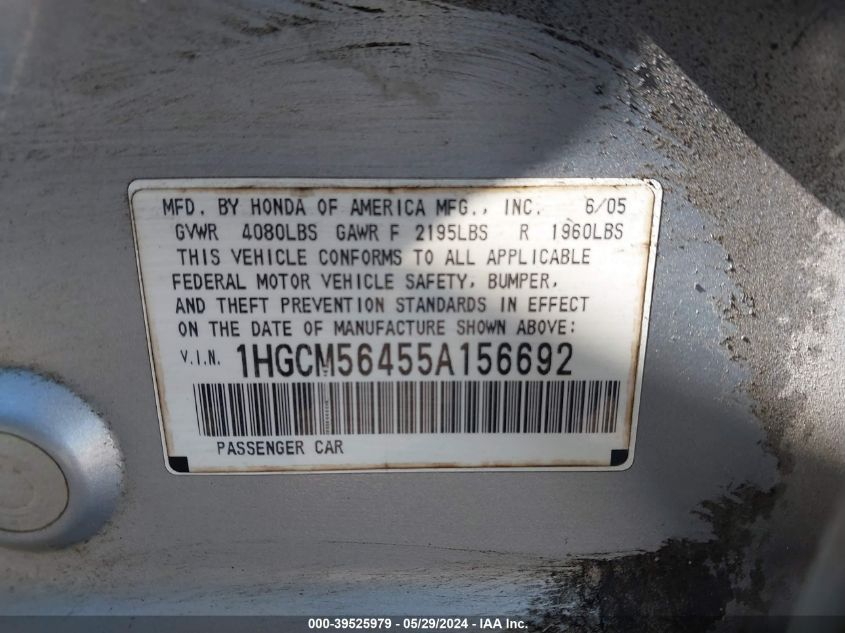 MFD. BY HONDA OF AMERICA MFG., INC. 6/05
GVWR 4080LBS GAWR F 2195LBS R 1960LBS
THIS VEHICLE CONFORMS TO ALL APPLICABLE
FEDERAL MOTOR VEHICLE SAFETY, BUMPER,
AND THEFT PREVENTION STANDARDS IN EFFECT
ON THE DATE OF MANUFACTURE SHOWN ABOVE:
V.I.N. 1HGCM56455A156692
PASSENGER CAR
000-39525979 - 05/29/2024 - IAA Inc.